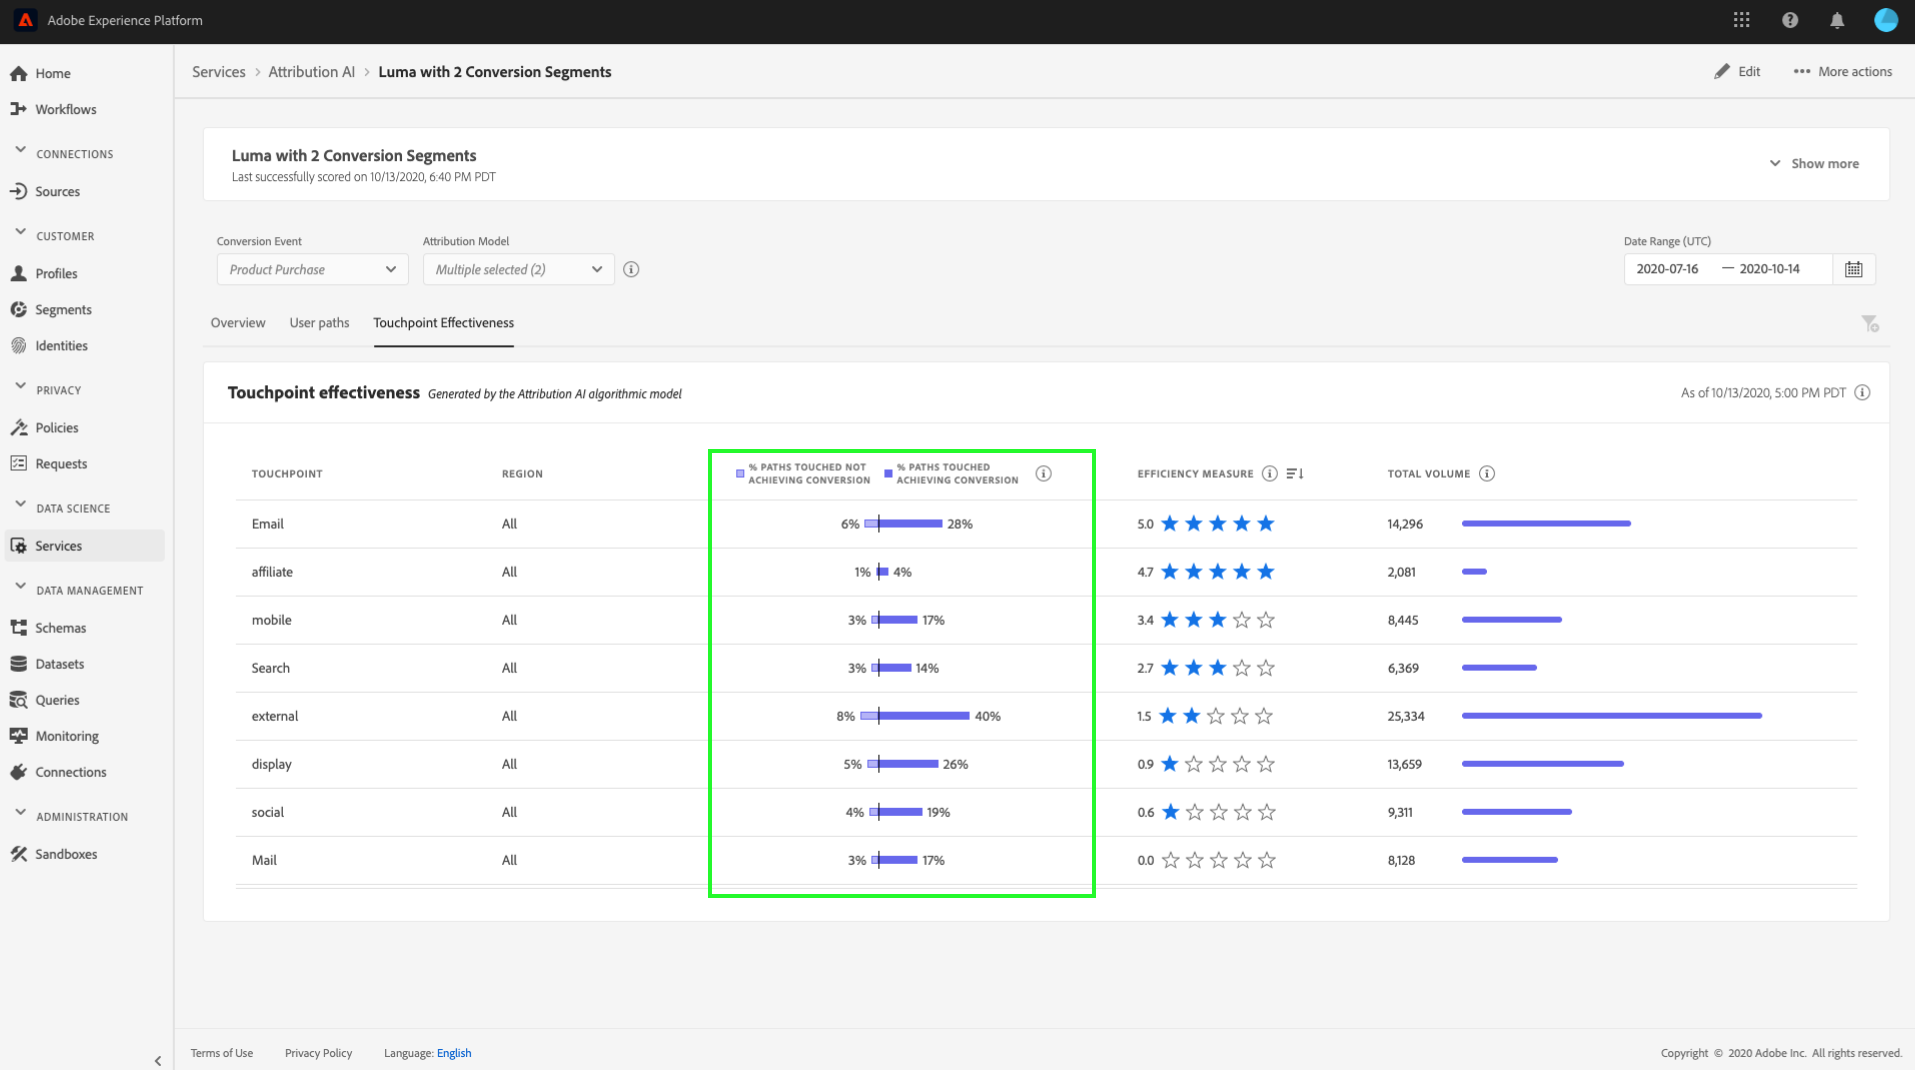 Adobe Experience Platform
Home
Workflows
CONNECTIONS
Sources
CUSTOMER
Profiles
Segments
Identities
PRIVACY
Policies
Requests
DATA SCIENCE
Services
DATA MANAGEMENT
Schemas
Datasets
Queries
Monitoring
Connections
ADMINISTRATION
Sandboxes
Services > Attribution AI > Luma with 2 Conversion Segments
Edit
More actions
Luma with 2 Conversion Segments
Last successfully scored on 10/13/2020, 6:40 PM PDT
Show more
Conversion Event
Product Purchase
Attribution Model
Multiple selected (2)
Date Range (UTC)
2020-07-16 — 2020-10-14
Overview User paths Touchpoint Effectiveness
Touchpoint effectiveness Generated by the Attribution AI algorithmic model
As of 10/13/2020, 5:00 PM PDT
TOUCHPOINT
REGION
% PATHS TOUCHED NOT
ACHIEVING CONVERSION
% PATHS TOUCHED
ACHIEVING CONVERSION
EFFICIENCY MEASURE
TOTAL VOLUME
Email All 6% 28% 5.0 14,296
affiliate All 1% 4% 4.7 2,081
mobile All 3% 17% 3.4 8,445
Search All 3% 14% 2.7 6,369
external All 8% 40% 1.5 25,334
display All 5% 26% 0.9 13,659
social All 4% 19% 0.6 9,311
Mail All 3% 17% 0.0 8,128
Terms of Use Privacy Policy Language: English
Copyright © 2020 Adobe Inc. All rights reserved.